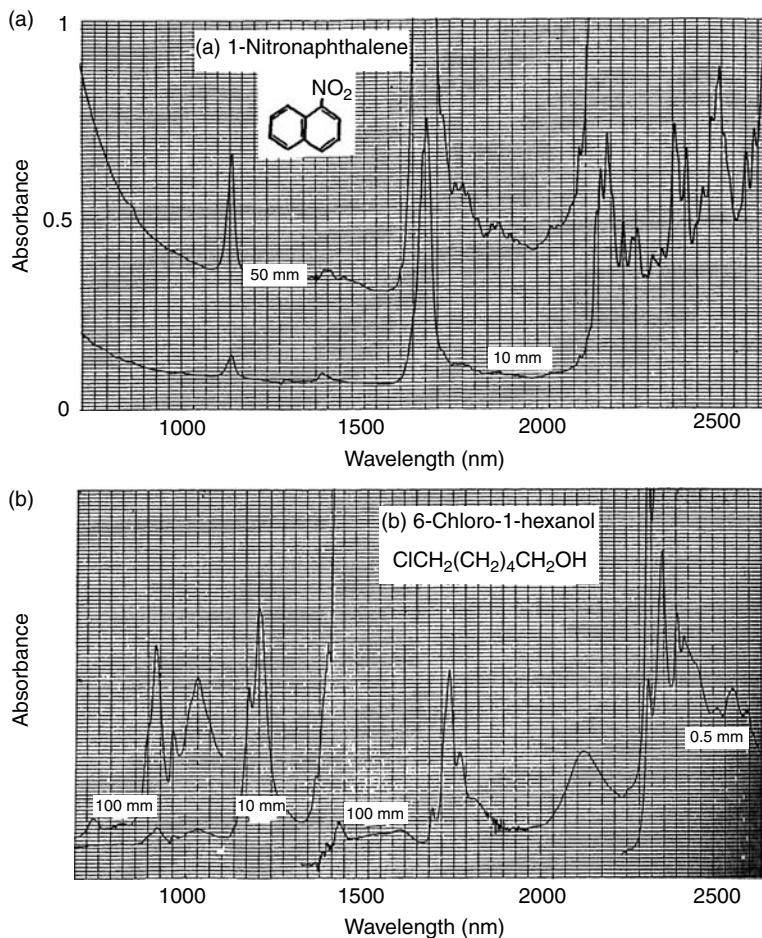 (a)
1
(a) 1-Nitronaphthalene
NO2
Absorbance
0.5
50 mm
10 mm
0
1000 1500 2000 2500
Wavelength (nm)
(b)
(b) 6-Chloro-1-hexanol
ClCH2(CH2)4CH2OH
Absorbance
0.5 mm
100 mm 10 mm 100 mm
1000 1500 2000 2500
Wavelength (nm)